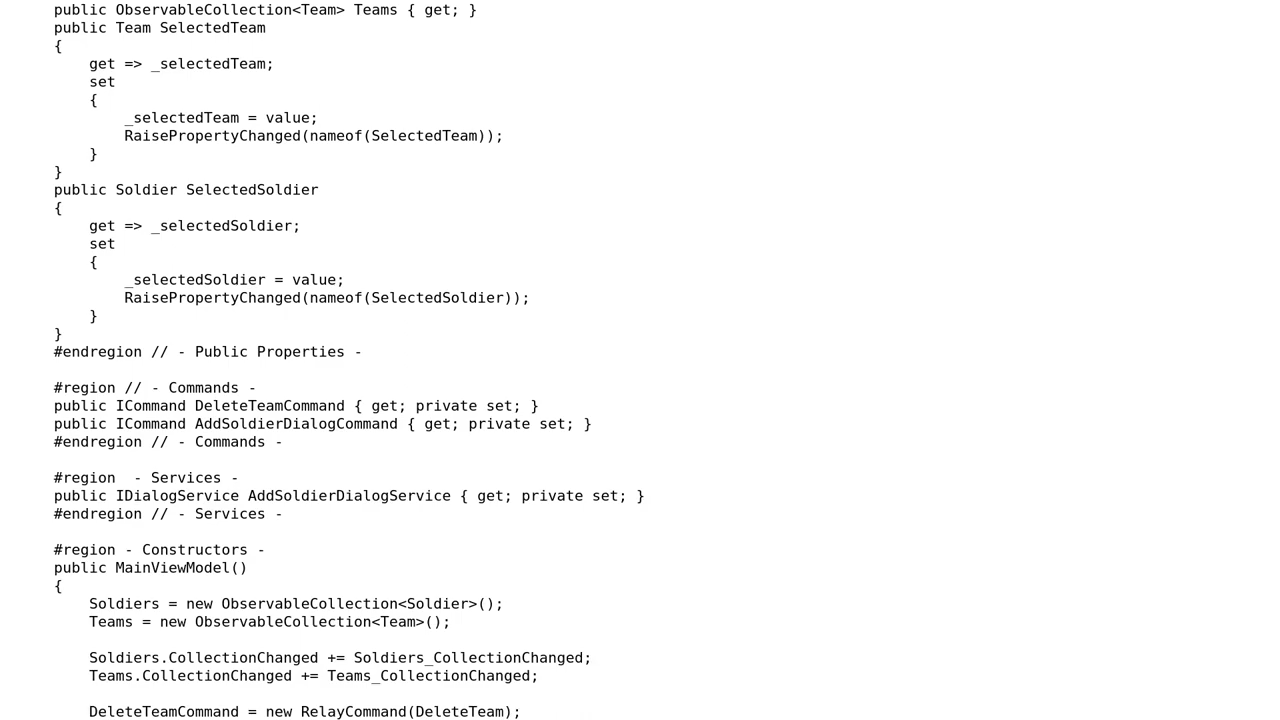 public ObservableCollection<Team> Teams { get; }
public Team SelectedTeam
{
    get => _selectedTeam;
    set
    {
        _selectedTeam = value;
        RaisePropertyChanged(nameof(SelectedTeam));
    }
}
public Soldier SelectedSoldier
{
    get => _selectedSoldier;
    set
    {
        _selectedSoldier = value;
        RaisePropertyChanged(nameof(SelectedSoldier));
    }
}
#endregion // - Public Properties -

#region // - Commands -
public ICommand DeleteTeamCommand { get; private set; }
public ICommand AddSoldierDialogCommand { get; private set; }
#endregion // - Commands -

#region  - Services -
public IDialogService AddSoldierDialogService { get; private set; }
#endregion // - Services -

#region - Constructors -
public MainViewModel()
{
    Soldiers = new ObservableCollection<Soldier>();
    Teams = new ObservableCollection<Team>();

    Soldiers.CollectionChanged += Soldiers_CollectionChanged;
    Teams.CollectionChanged += Teams_CollectionChanged;

    DeleteTeamCommand = new RelayCommand(DeleteTeam);